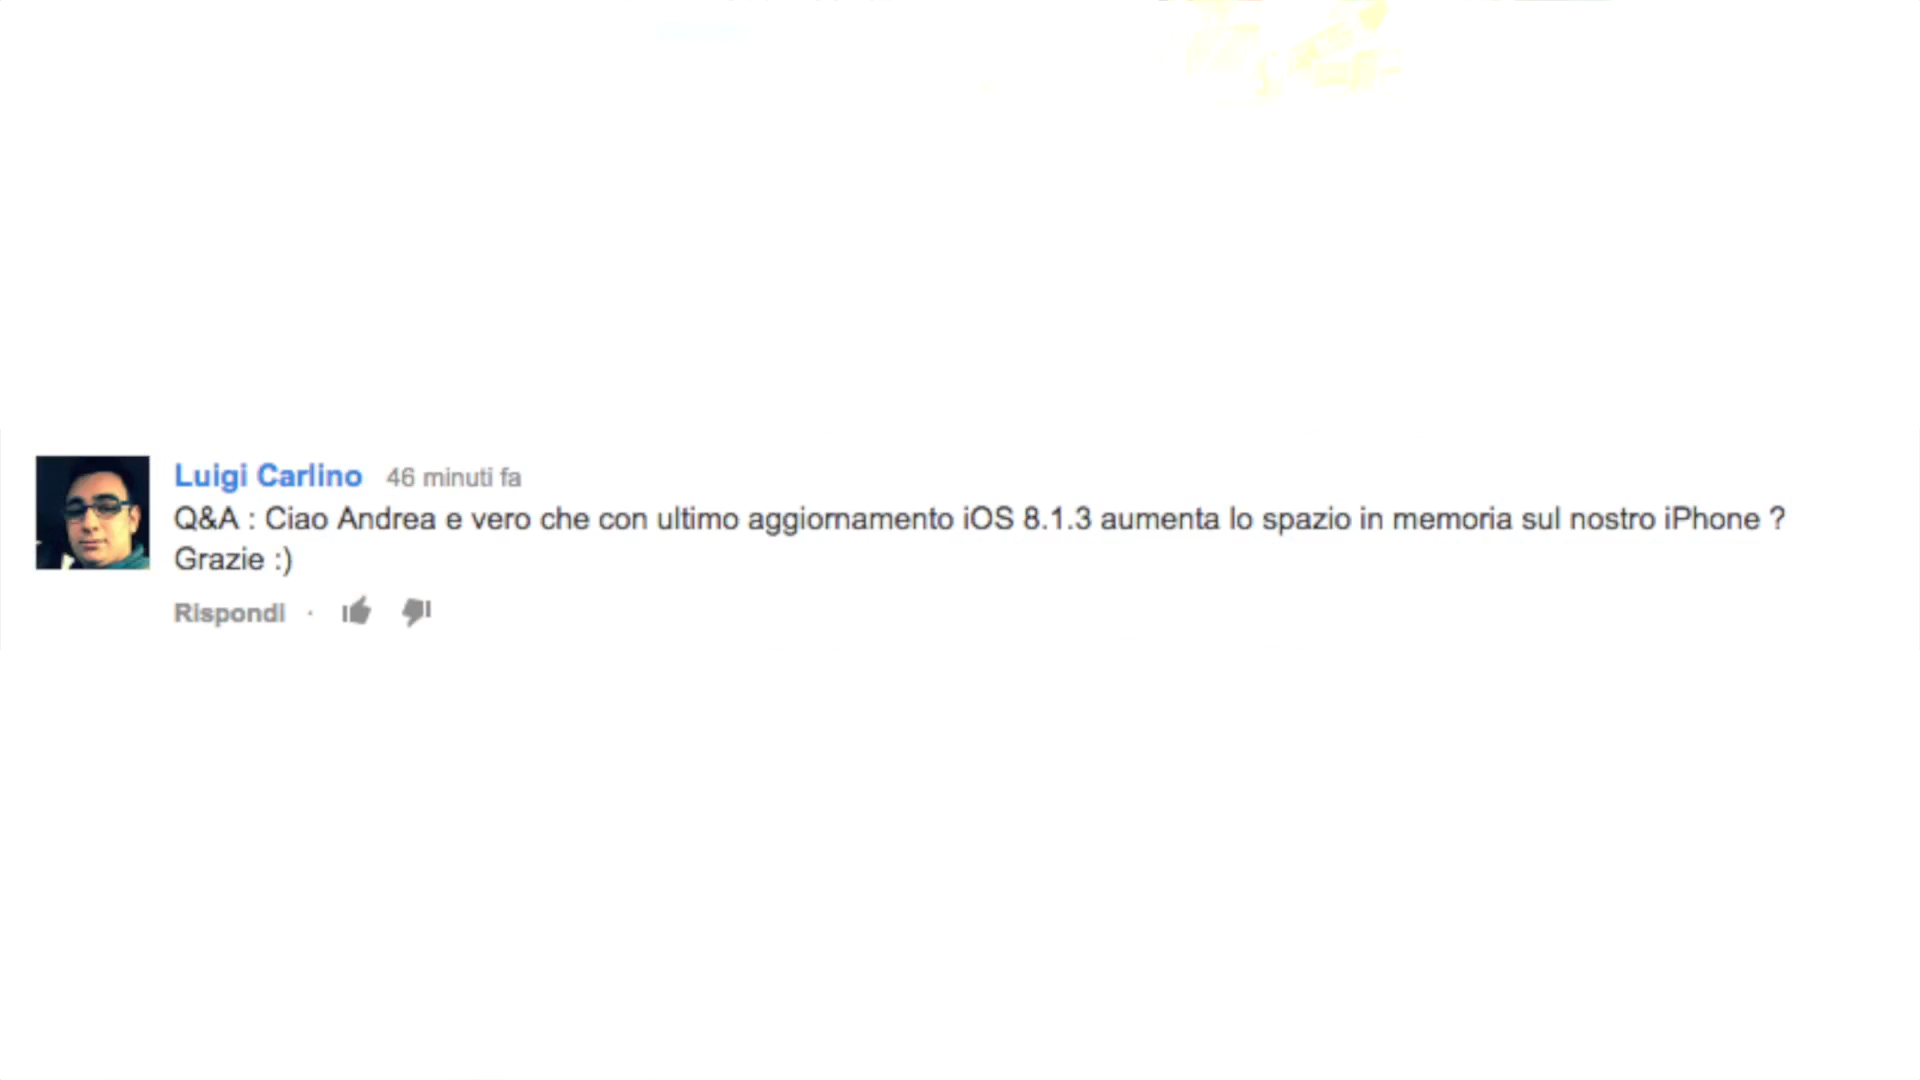 Luigi Carlino 46 minuti fa
Q&A : Ciao Andrea e vero che con ultimo aggiornamento iOS 8.1.3 aumenta lo spazio in memoria sul nostro iPhone ?
Grazie :)
Rispondi ·